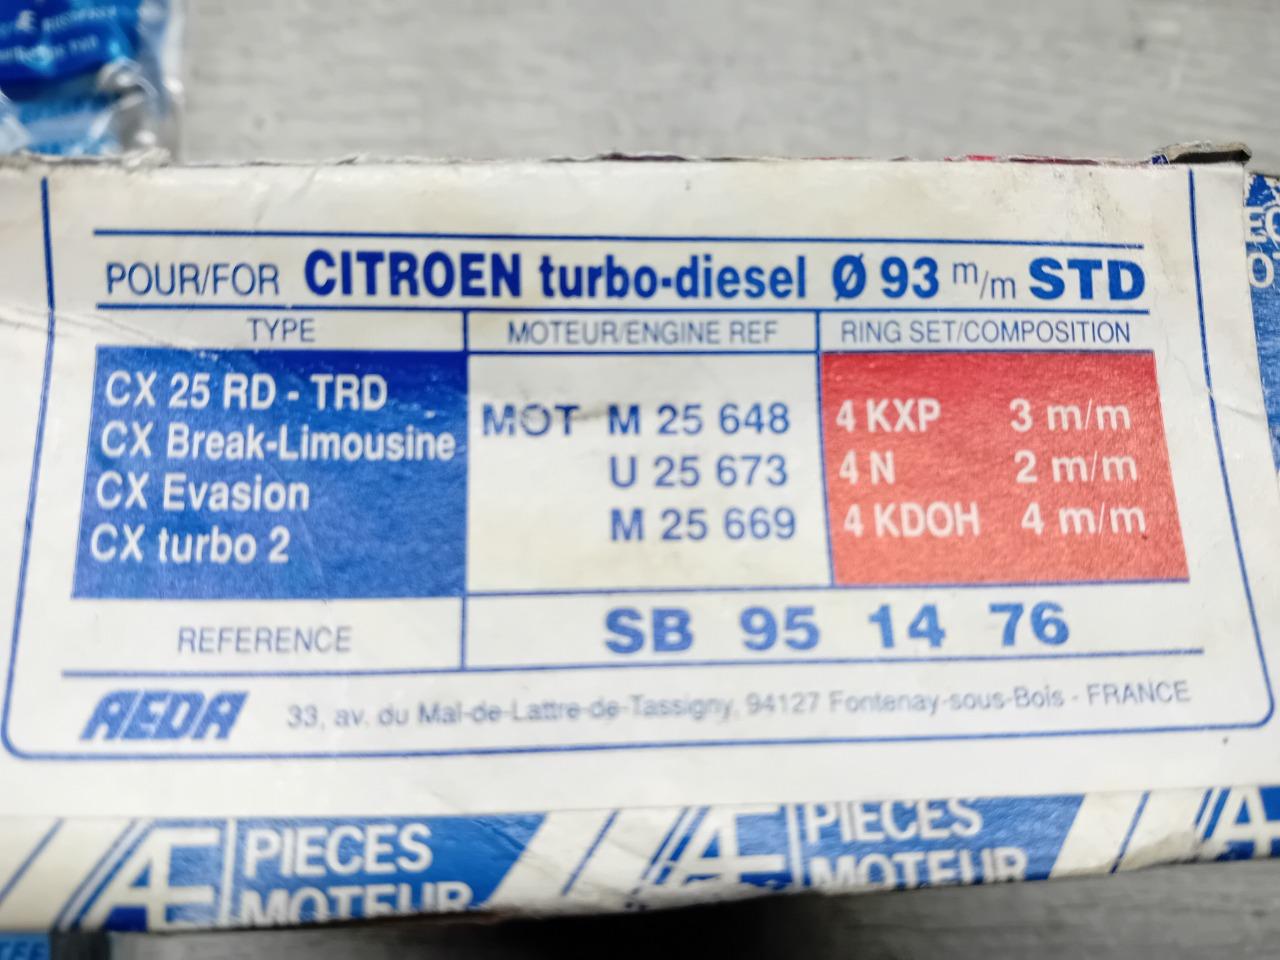 POUR/FOR CITROEN turbo-diesel Ø 93 m/m STD
TYPE MOTEUR/ENGINE REF RING SET/COMPOSITION
CX 25 RD - TRD
CX Break-Limousine
CX Evasion
CX turbo 2
MOT M 25 648
U 25 673
M 25 669
4 KXP 3 m/m
4 N 2 m/m
4 KDOH 4 m/m
REFERENCE SB 95 14 76
AEDA 33, av. du Mal-de-Lattre-de-Tassigny, 94127 Fontenay-sous-Bois - FRANCE
Æ PIECES MOTEUR Æ PIECES MOTEUR Æ